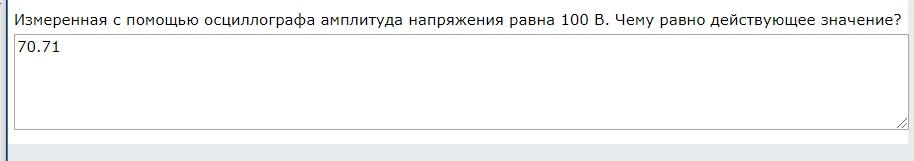 Измеренная с помощью осциллографа амплитуда напряжения равна 100 В. Чему равно действующее значение?
70.71